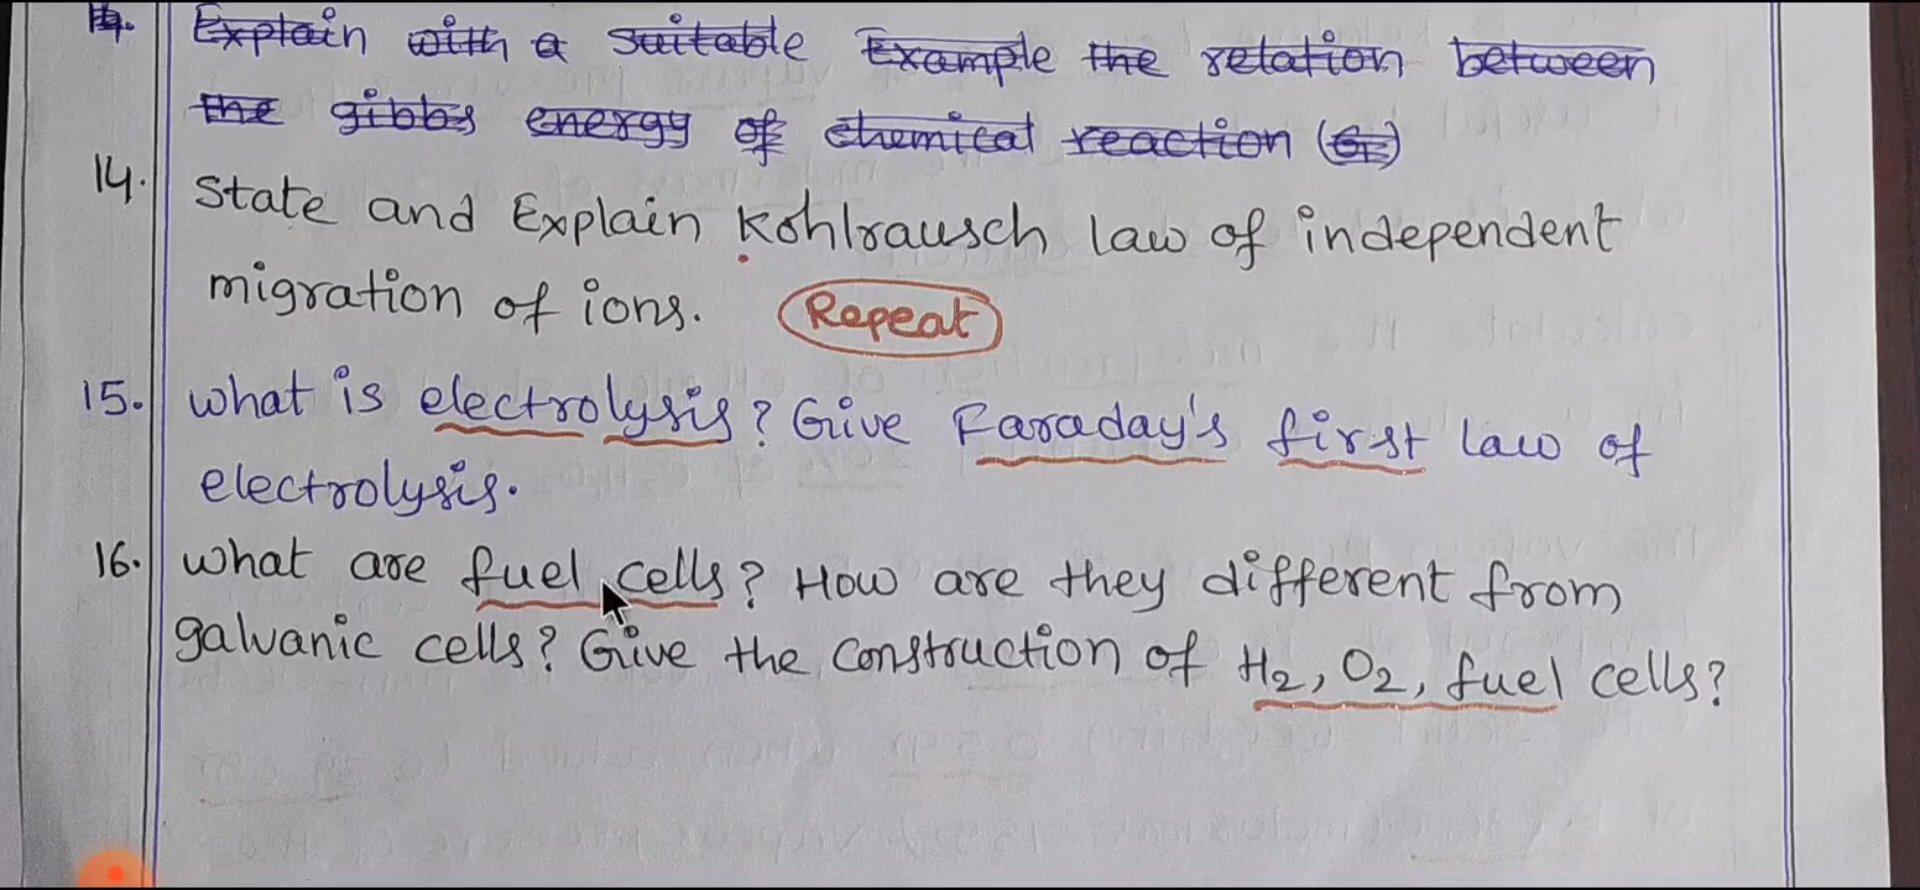 14. Explain with a suitable Example the relation between
the gibbs energy of chemical reaction (or)
14. State and Explain Kohlrausch law of independent
migration of ions. Repeat
15. what is electrolysis? Give Faraday's first law of
electrolysis.
16. what are fuel cells? How are they different from
galvanic cells? Give the construction of H2, O2, fuel cells?